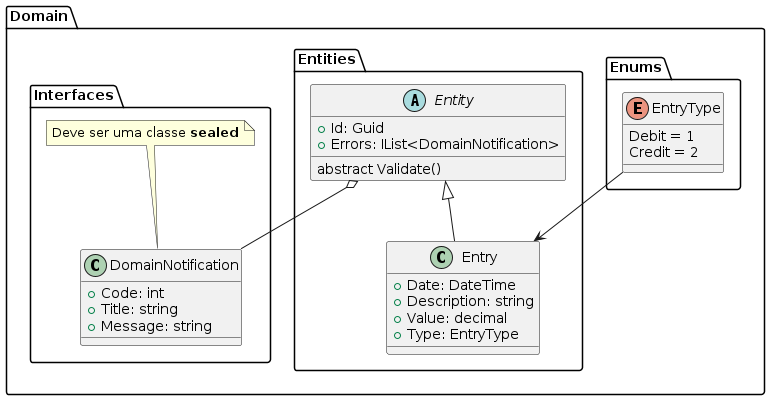 Domain
Interfaces
Deve ser uma classe sealed
DomainNotification
Code: int
Title: string
Message: string
Entities
A Entity
Id: Guid
Errors: IList<DomainNotification>
abstract Validate()
C Entry
Date: DateTime
Description: string
Value: decimal
Type: EntryType
Enums
E EntryType
Debit = 1
Credit = 2